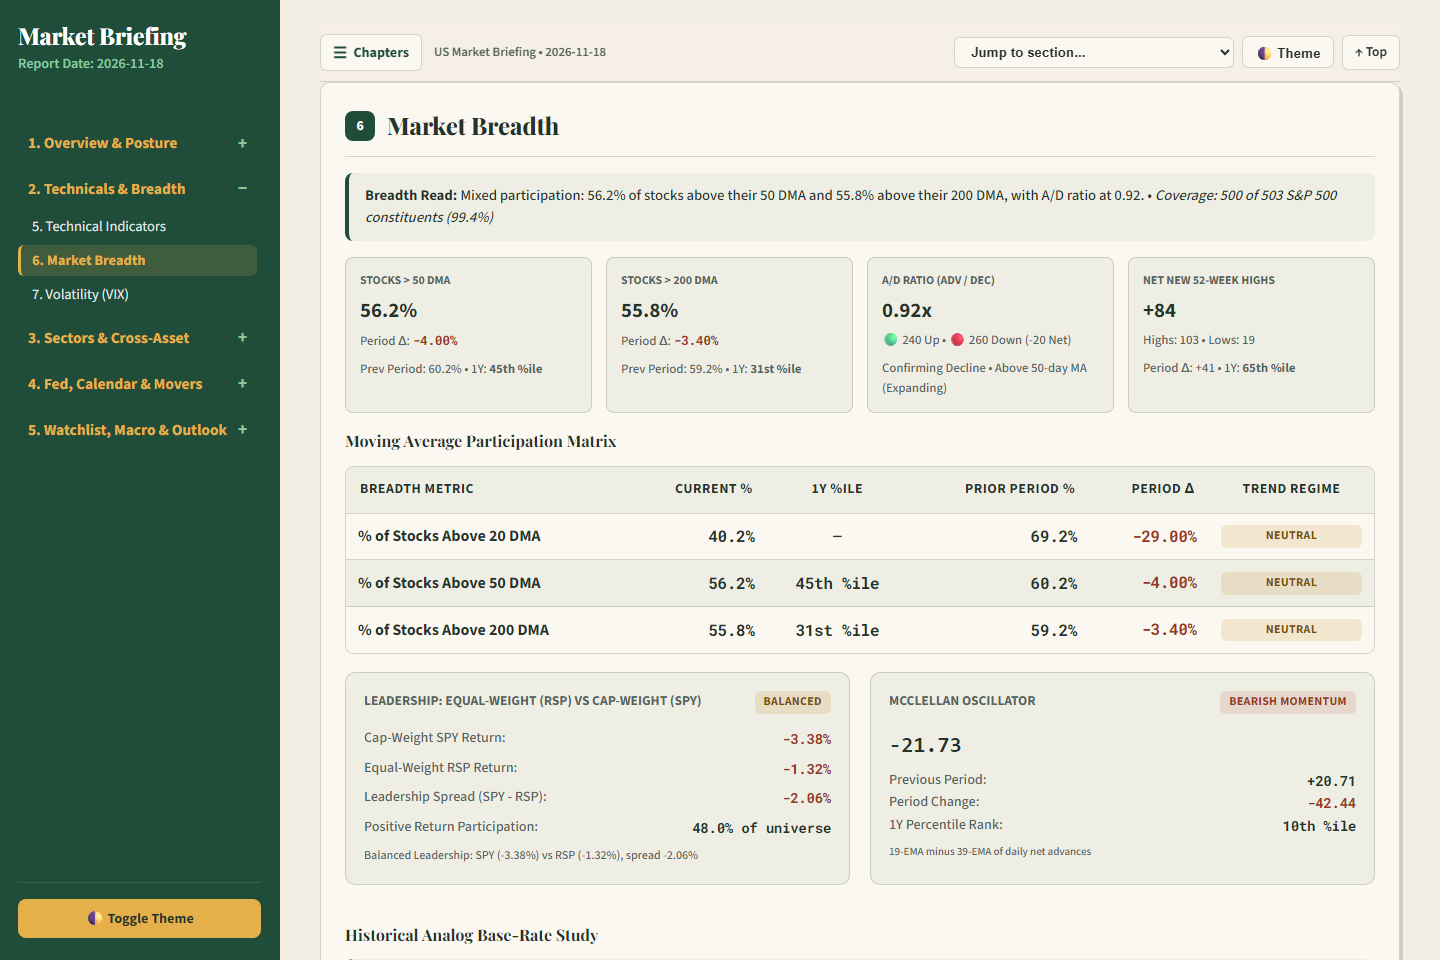 Market Briefing
Report Date: 2026-11-18
1. Overview & Posture +
2. Technicals & Breadth −
5. Technical Indicators
6. Market Breadth
7. Volatility (VIX)
3. Sectors & Cross-Asset +
4. Fed, Calendar & Movers +
5. Watchlist, Macro & Outlook +
Toggle Theme
☰ Chapters
US Market Briefing • 2026-11-18
Jump to section...
Theme
↑ Top
6 Market Breadth
Breadth Read: Mixed participation: 56.2% of stocks above their 50 DMA and 55.8% above their 200 DMA, with A/D ratio at 0.92. • Coverage: 500 of 503 S&P 500
constituents (99.4%)
STOCKS > 50 DMA
56.2%
Period Δ: -4.00%
Prev Period: 60.2% • 1Y: 45th %ile
STOCKS > 200 DMA
55.8%
Period Δ: -3.40%
Prev Period: 59.2% • 1Y: 31st %ile
A/D RATIO (ADV / DEC)
0.92x
240 Up • 260 Down (-20 Net)
Confirming Decline • Above 50-day MA
(Expanding)
NET NEW 52-WEEK HIGHS
+84
Highs: 103 • Lows: 19
Period Δ: +41 • 1Y: 65th %ile
Moving Average Participation Matrix
BREADTH METRIC CURRENT % 1Y %ILE PRIOR PERIOD % PERIOD Δ TREND REGIME
% of Stocks Above 20 DMA 40.2% — 69.2% -29.00% NEUTRAL
% of Stocks Above 50 DMA 56.2% 45th %ile 60.2% -4.00% NEUTRAL
% of Stocks Above 200 DMA 55.8% 31st %ile 59.2% -3.40% NEUTRAL
LEADERSHIP: EQUAL-WEIGHT (RSP) VS CAP-WEIGHT (SPY) BALANCED
Cap-Weight SPY Return: -3.38%
Equal-Weight RSP Return: -1.32%
Leadership Spread (SPY - RSP): -2.06%
Positive Return Participation: 48.0% of universe
Balanced Leadership: SPY (-3.38%) vs RSP (-1.32%), spread -2.06%
MCCLELLAN OSCILLATOR BEARISH MOMENTUM
-21.73
Previous Period: +20.71
Period Change: -42.44
1Y Percentile Rank: 10th %ile
19-EMA minus 39-EMA of daily net advances
Historical Analog Base-Rate Study